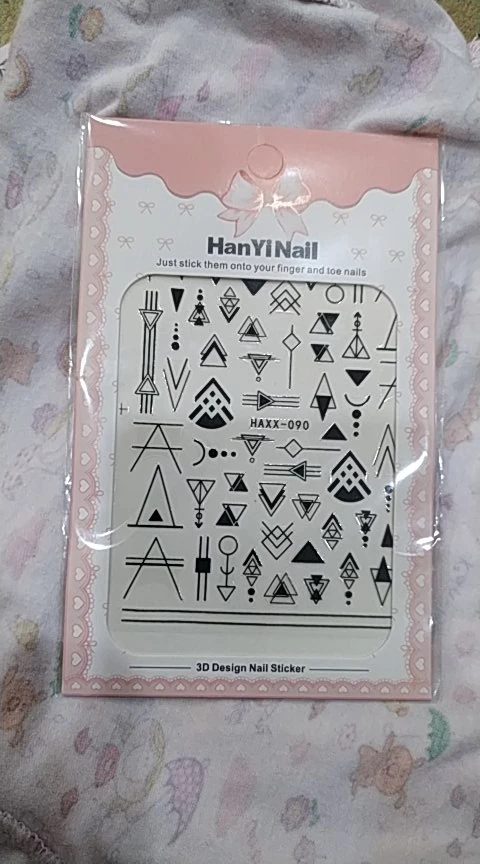 HanYiNail
Just stick them onto your finger and toe nails
HAXX-090
3D Design Nail Sticker